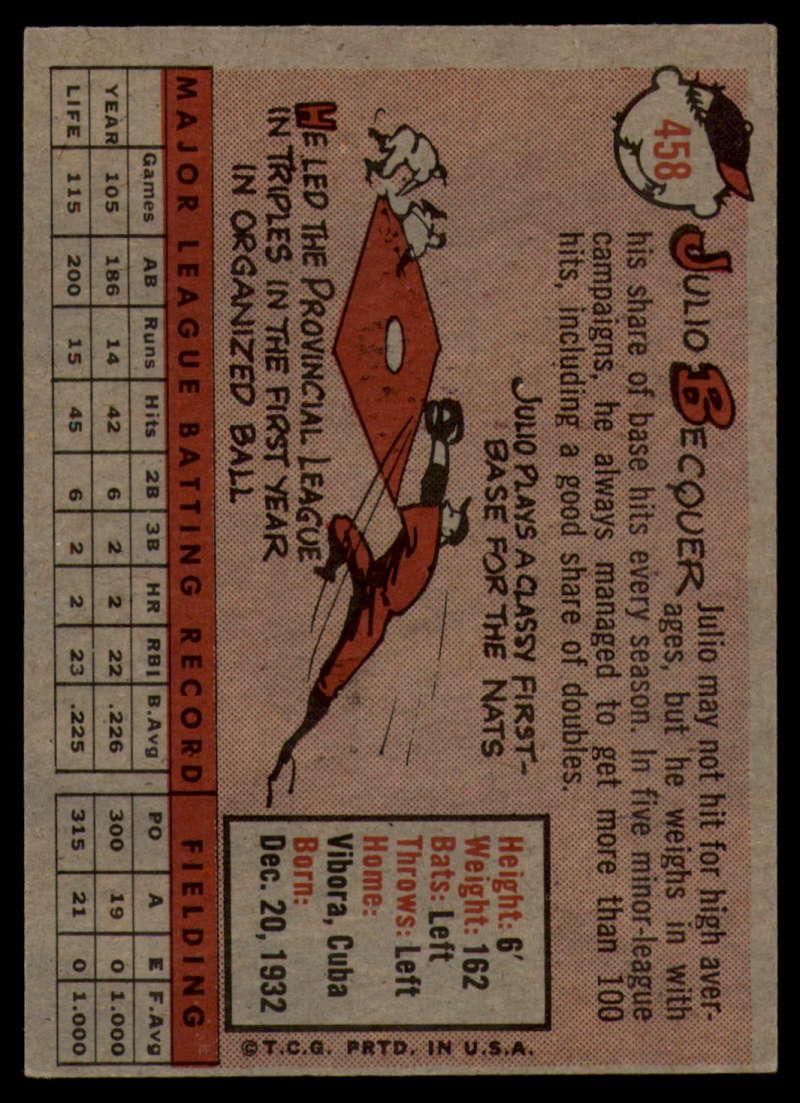 458
JULIO BECQUER
Julio may not hit for high aver-
ages, but he weighs in with
his share of base hits every season. In five minor-league
campaigns, he always managed to get more than 100
hits, including a good share of doubles.
JULIO PLAYS A CLASSY FIRST-
BASE FOR THE NATS
HE LED THE PROVINCIAL LEAGUE
IN TRIPLES IN THE FIRST YEAR
IN ORGANIZED BALL
Height: 6'
Weight: 162
Bats: Left
Throws: Left
Home:
Vibora, Cuba
Born:
Dec. 20, 1932
©T.C.G. PRTD. IN U.S.A.
MAJOR LEAGUE BATTING RECORD FIELDING
Games AB Runs Hits 2B 3B HR RBI B.Avg PO A E F.Avg
YEAR 105 186 14 42 6 2 2 22 .226 300 19 0 1.000
LIFE 115 200 15 45 6 2 2 23 .225 315 21 0 1.000